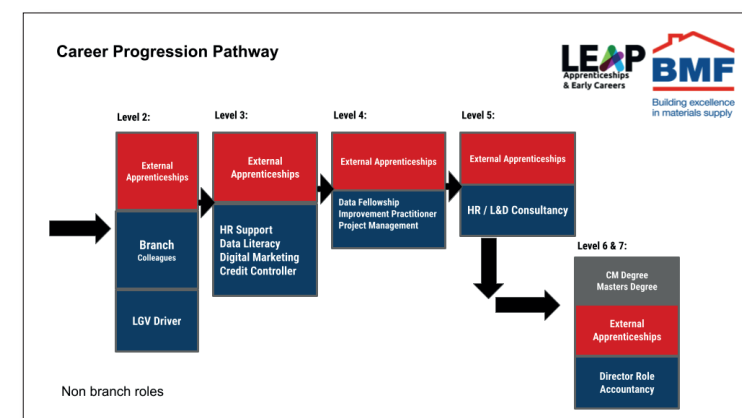 Career Progression Pathway
LEAP
Apprenticeships
& Early Careers
BMF
Building excellence
in materials supply
Level 2:
External
Apprenticeships
Branch
Colleagues
LGV Driver
Level 3:
External
Apprenticeships
HR Support
Data Literacy
Digital Marketing
Credit Controller
Level 4:
External Apprenticeships
Data Fellowship
Improvement Practitioner
Project Management
Level 5:
External Apprenticeships
HR / L&D Consultancy
Level 6 & 7:
CM Degree
Masters Degree
External
Apprenticeships
Director Role
Accountancy
Non branch roles